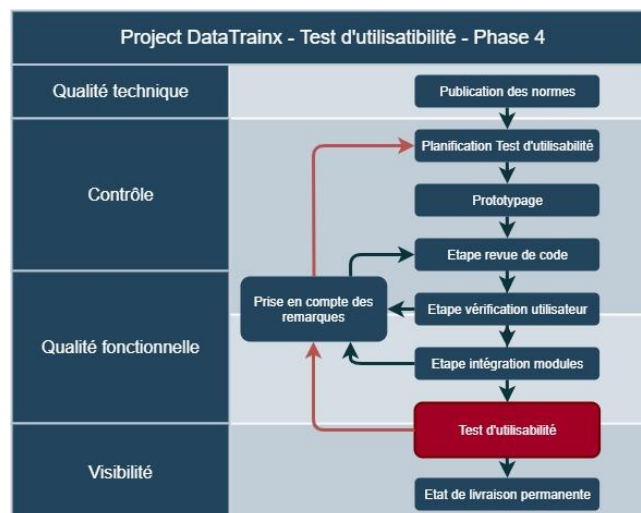 Project DataTrainx - Test d'utilisatibilité - Phase 4
Qualité technique
Publication des normes
Contrôle
Planification Test d'utilisabilité
Prototypage
Etape revue de code
Prise en compte des
remarques
Etape vérification utilisateur
Qualité fonctionnelle
Etape intégration modules
Test d'utilisabilité
Visibilité
Etat de livraison permanente